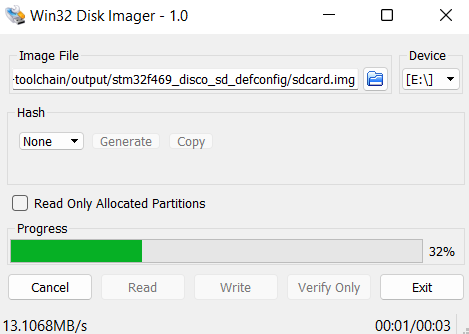 Win32 Disk Imager - 1.0
Image File
Device
-toolchain/output/stm32f469_disco_sd_defconfig/sdcard.img
[E:\]
Hash
None
Generate
Copy
Read Only Allocated Partitions
Progress
32%
Cancel
Read
Write
Verify Only
Exit
13.1068MB/s
00:01/00:03